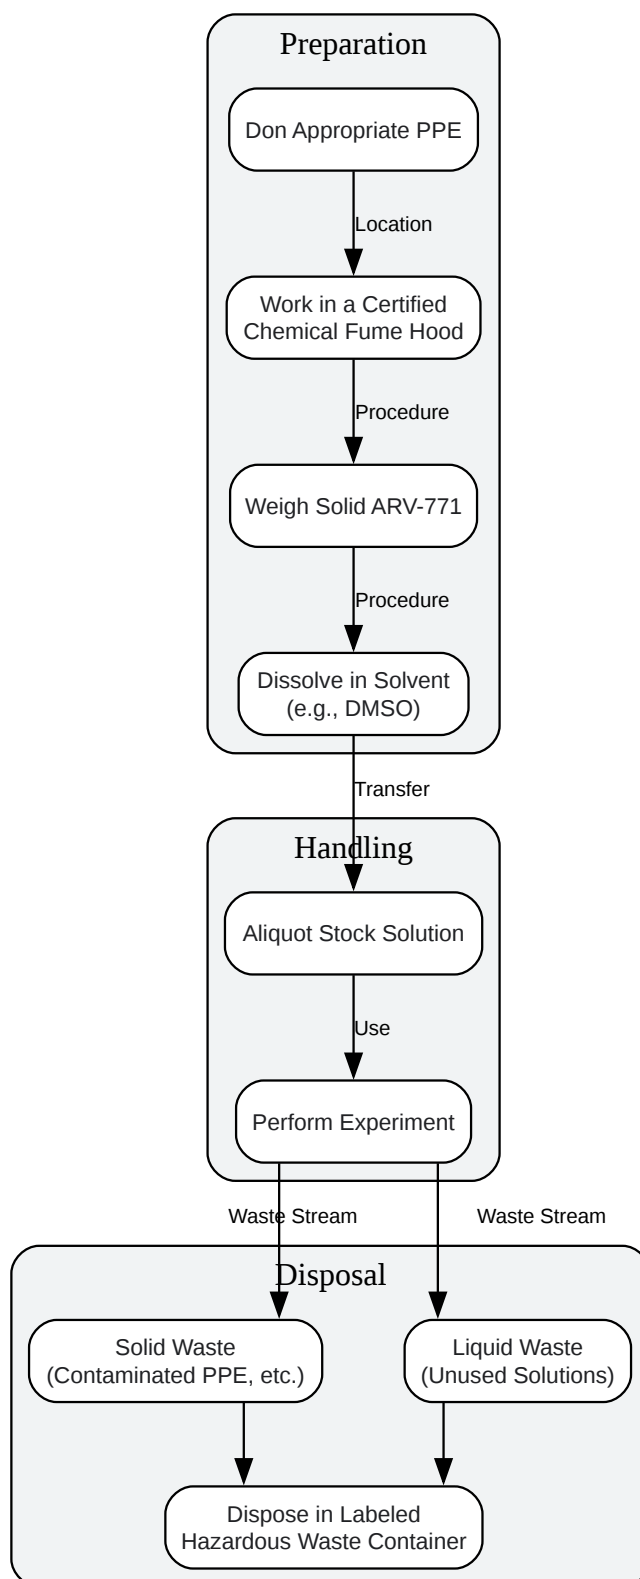 Preparation
Don Appropriate PPE
Location
Work in a Certified
Chemical Fume Hood
Procedure
Weigh Solid ARV-771
Procedure
Dissolve in Solvent
(e.g., DMSO)
Transfer
Handling
Aliquot Stock Solution
Use
Perform Experiment
Waste Stream
Waste Stream
Disposal
Solid Waste
(Contaminated PPE, etc.)
Liquid Waste
(Unused Solutions)
Dispose in Labeled
Hazardous Waste Container